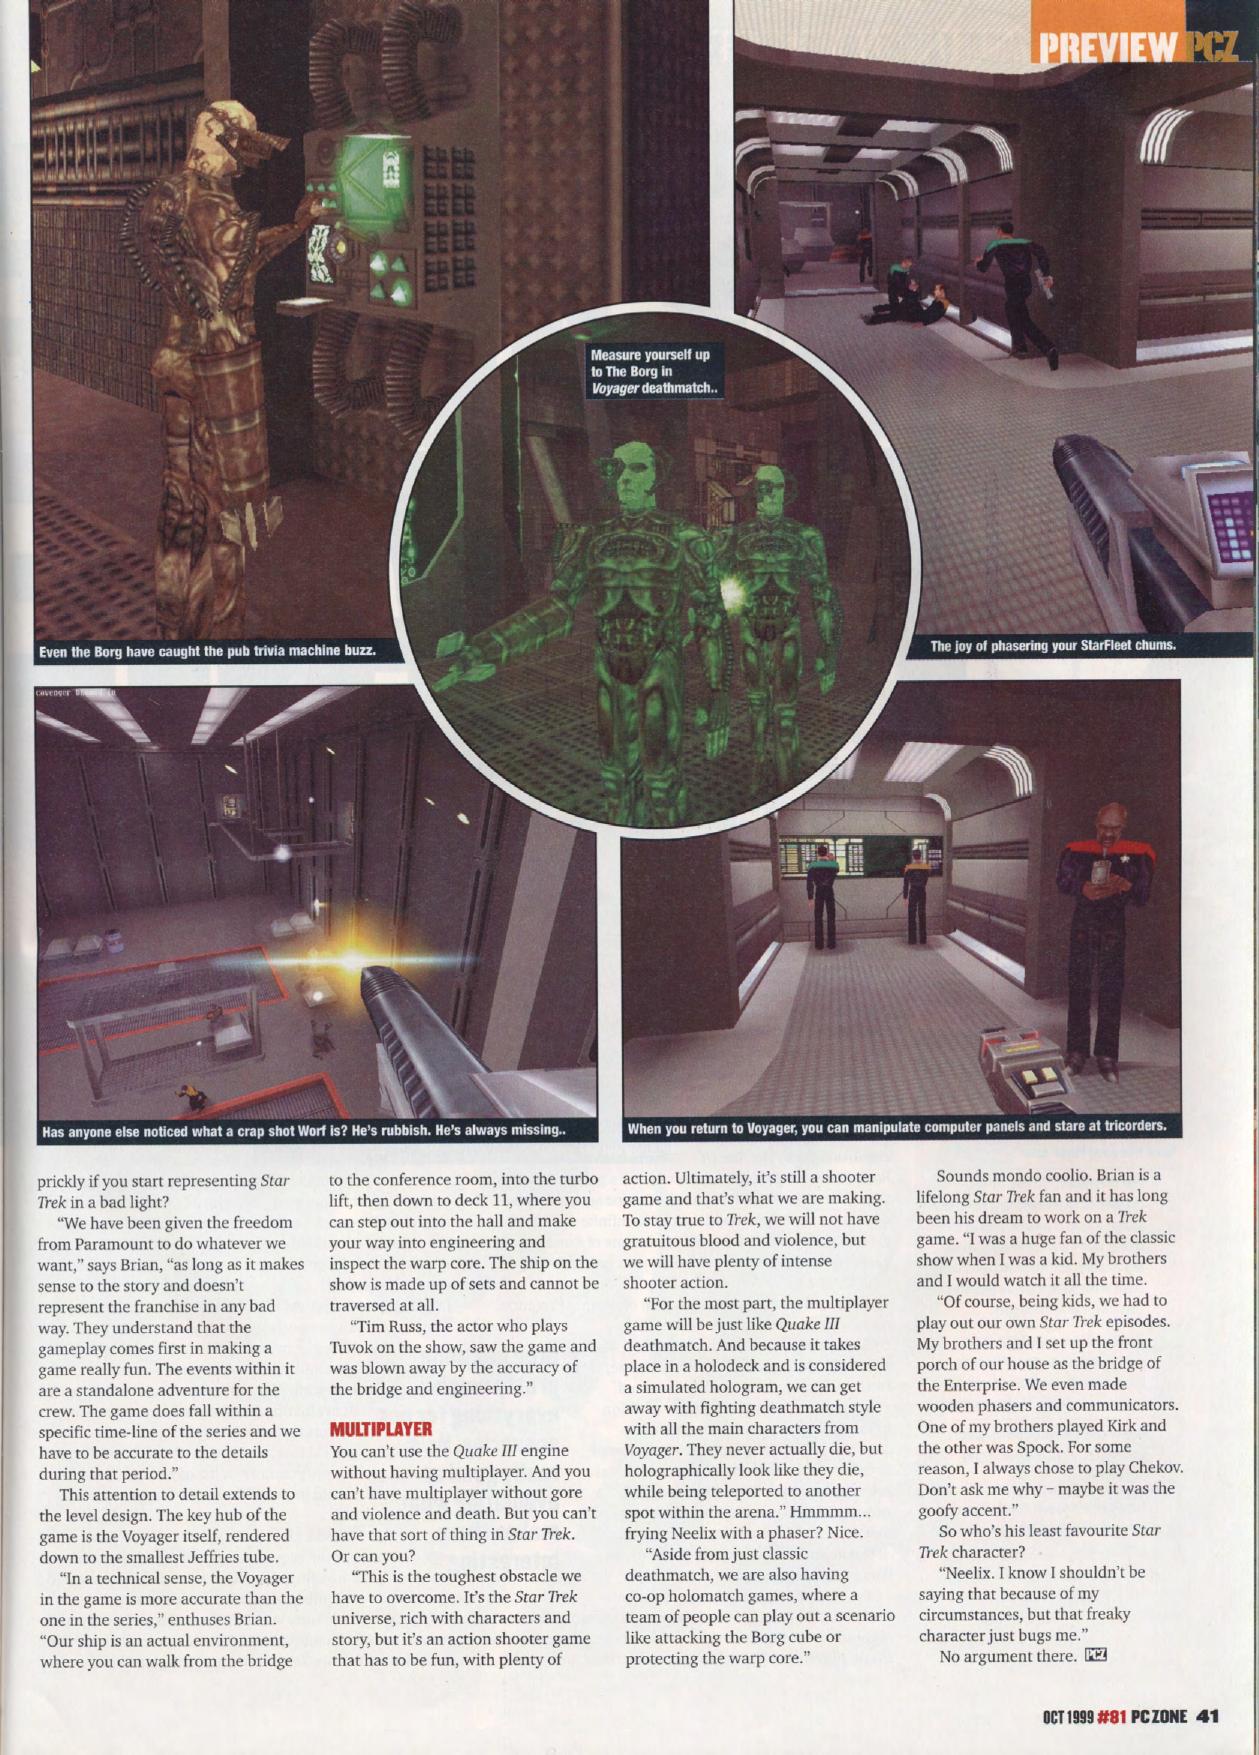 PREVIEW PCZ
Measure yourself up
to The Borg in
Voyager deathmatch..
Even the Borg have caught the pub trivia machine buzz.
The joy of phasering your StarFleet chums.
Has anyone else noticed what a crap shot Worf is? He's rubbish. He's always missing..
When you return to Voyager, you can manipulate computer panels and stare at tricorders.
prickly if you start representing Star
Trek in a bad light?
“We have been given the freedom
from Paramount to do whatever we
want,” says Brian, “as long as it makes
sense to the story and doesn't
represent the franchise in any bad
way. They understand that the
gameplay comes first in making a
game really fun. The events within it
are a standalone adventure for the
crew. The game does fall within a
specific time-line of the series and we
have to be accurate to the details
during that period.”
This attention to detail extends to
the level design. The key hub of the
game is the Voyager itself, rendered
down to the smallest Jeffries tube.
“In a technical sense, the Voyager
in the game is more accurate than the
one in the series,” enthuses Brian.
“Our ship is an actual environment,
where you can walk from the bridge
to the conference room, into the turbo
lift, then down to deck 11, where you
can step out into the hall and make
your way into engineering and
inspect the warp core. The ship on the
show is made up of sets and cannot be
traversed at all.
“Tim Russ, the actor who plays
Tuvok on the show, saw the game and
was blown away by the accuracy of
the bridge and engineering.”
MULTIPLAYER
You can't use the Quake III engine
without having multiplayer. And you
can't have multiplayer without gore
and violence and death. But you can't
have that sort of thing in Star Trek.
Or can you?
“This is the toughest obstacle we
have to overcome. It's the Star Trek
universe, rich with characters and
story, but it's an action shooter game
that has to be fun, with plenty of
action. Ultimately, it's still a shooter
game and that's what we are making.
To stay true to Trek, we will not have
gratuitous blood and violence, but
we will have plenty of intense
shooter action.
“For the most part, the multiplayer
game will be just like Quake III
deathmatch. And because it takes
place in a holodeck and is considered
a simulated hologram, we can get
away with fighting deathmatch style
with all the main characters from
Voyager. They never actually die, but
holographically look like they die,
while being teleported to another
spot within the arena.” Hmmmm...
frying Neelix with a phaser? Nice.
“Aside from just classic
deathmatch, we are also having
co-op holomatch games, where a
team of people can play out a scenario
like attacking the Borg cube or
protecting the warp core.”
Sounds mondo coolio. Brian is a
lifelong Star Trek fan and it has long
been his dream to work on a Trek
game. “I was a huge fan of the classic
show when I was a kid. My brothers
and I would watch it all the time.
“Of course, being kids, we had to
play out our own Star Trek episodes.
My brothers and I set up the front
porch of our house as the bridge of
the Enterprise. We even made
wooden phasers and communicators.
One of my brothers played Kirk and
the other was Spock. For some
reason, I always chose to play Chekov.
Don't ask me why – maybe it was the
goofy accent.”
So who's his least favourite Star
Trek character?
“Neelix. I know I shouldn't be
saying that because of my
circumstances, but that freaky
character just bugs me.”
No argument there. PCZ
OCT 1999 #81 PC ZONE 41